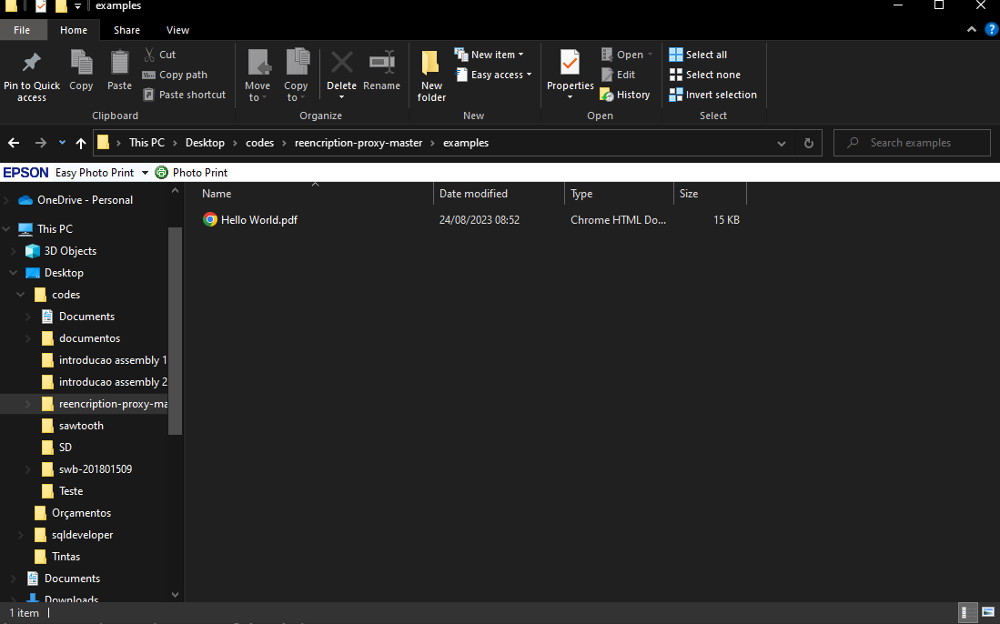 examples
File Home Share View
Pin to Quick access
Copy
Paste
Cut
Copy path
Paste shortcut
Clipboard
Move to
Copy to
Delete
Rename
Organize
New folder
New item
Easy access
New
Properties
Open
Edit
History
Open
Select all
Select none
Invert selection
Select
This PC > Desktop > codes > reencription-proxy-master > examples
Search examples
EPSON Easy Photo Print Photo Print
OneDrive - Personal
This PC
3D Objects
Desktop
codes
Documents
documentos
introducao assembly 1
introducao assembly 2
reencription-proxy-ma
sawtooth
SD
swb-201801509
Teste
Orçamentos
sqldeveloper
Tintas
Documents
Downloads
Name Date modified Type Size
Hello World.pdf 24/08/2023 08:52 Chrome HTML Do... 15 KB
1 item